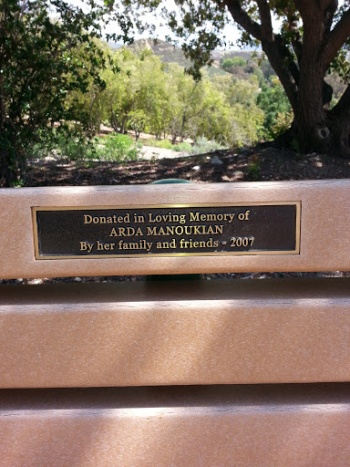 Donated in Loving Memory of
ARDA MANOUKIAN
By her family and friends - 2007